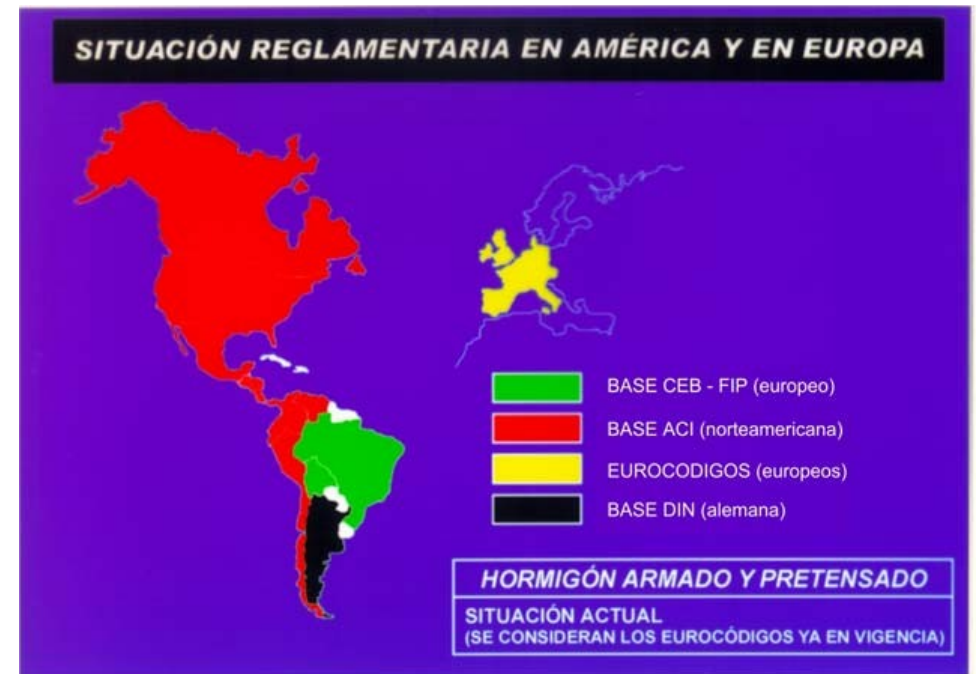 SITUACIÓN REGLAMENTARIA EN AMÉRICA Y EN EUROPA
BASE CEB - FIP (europeo)
BASE ACI (norteamericana)
EUROCODIGOS (europeos)
BASE DIN (alemana)
HORMIGÓN ARMADO Y PRETENSADO
SITUACIÓN ACTUAL
(SE CONSIDERAN LOS EUROCÓDIGOS YA EN VIGENCIA)